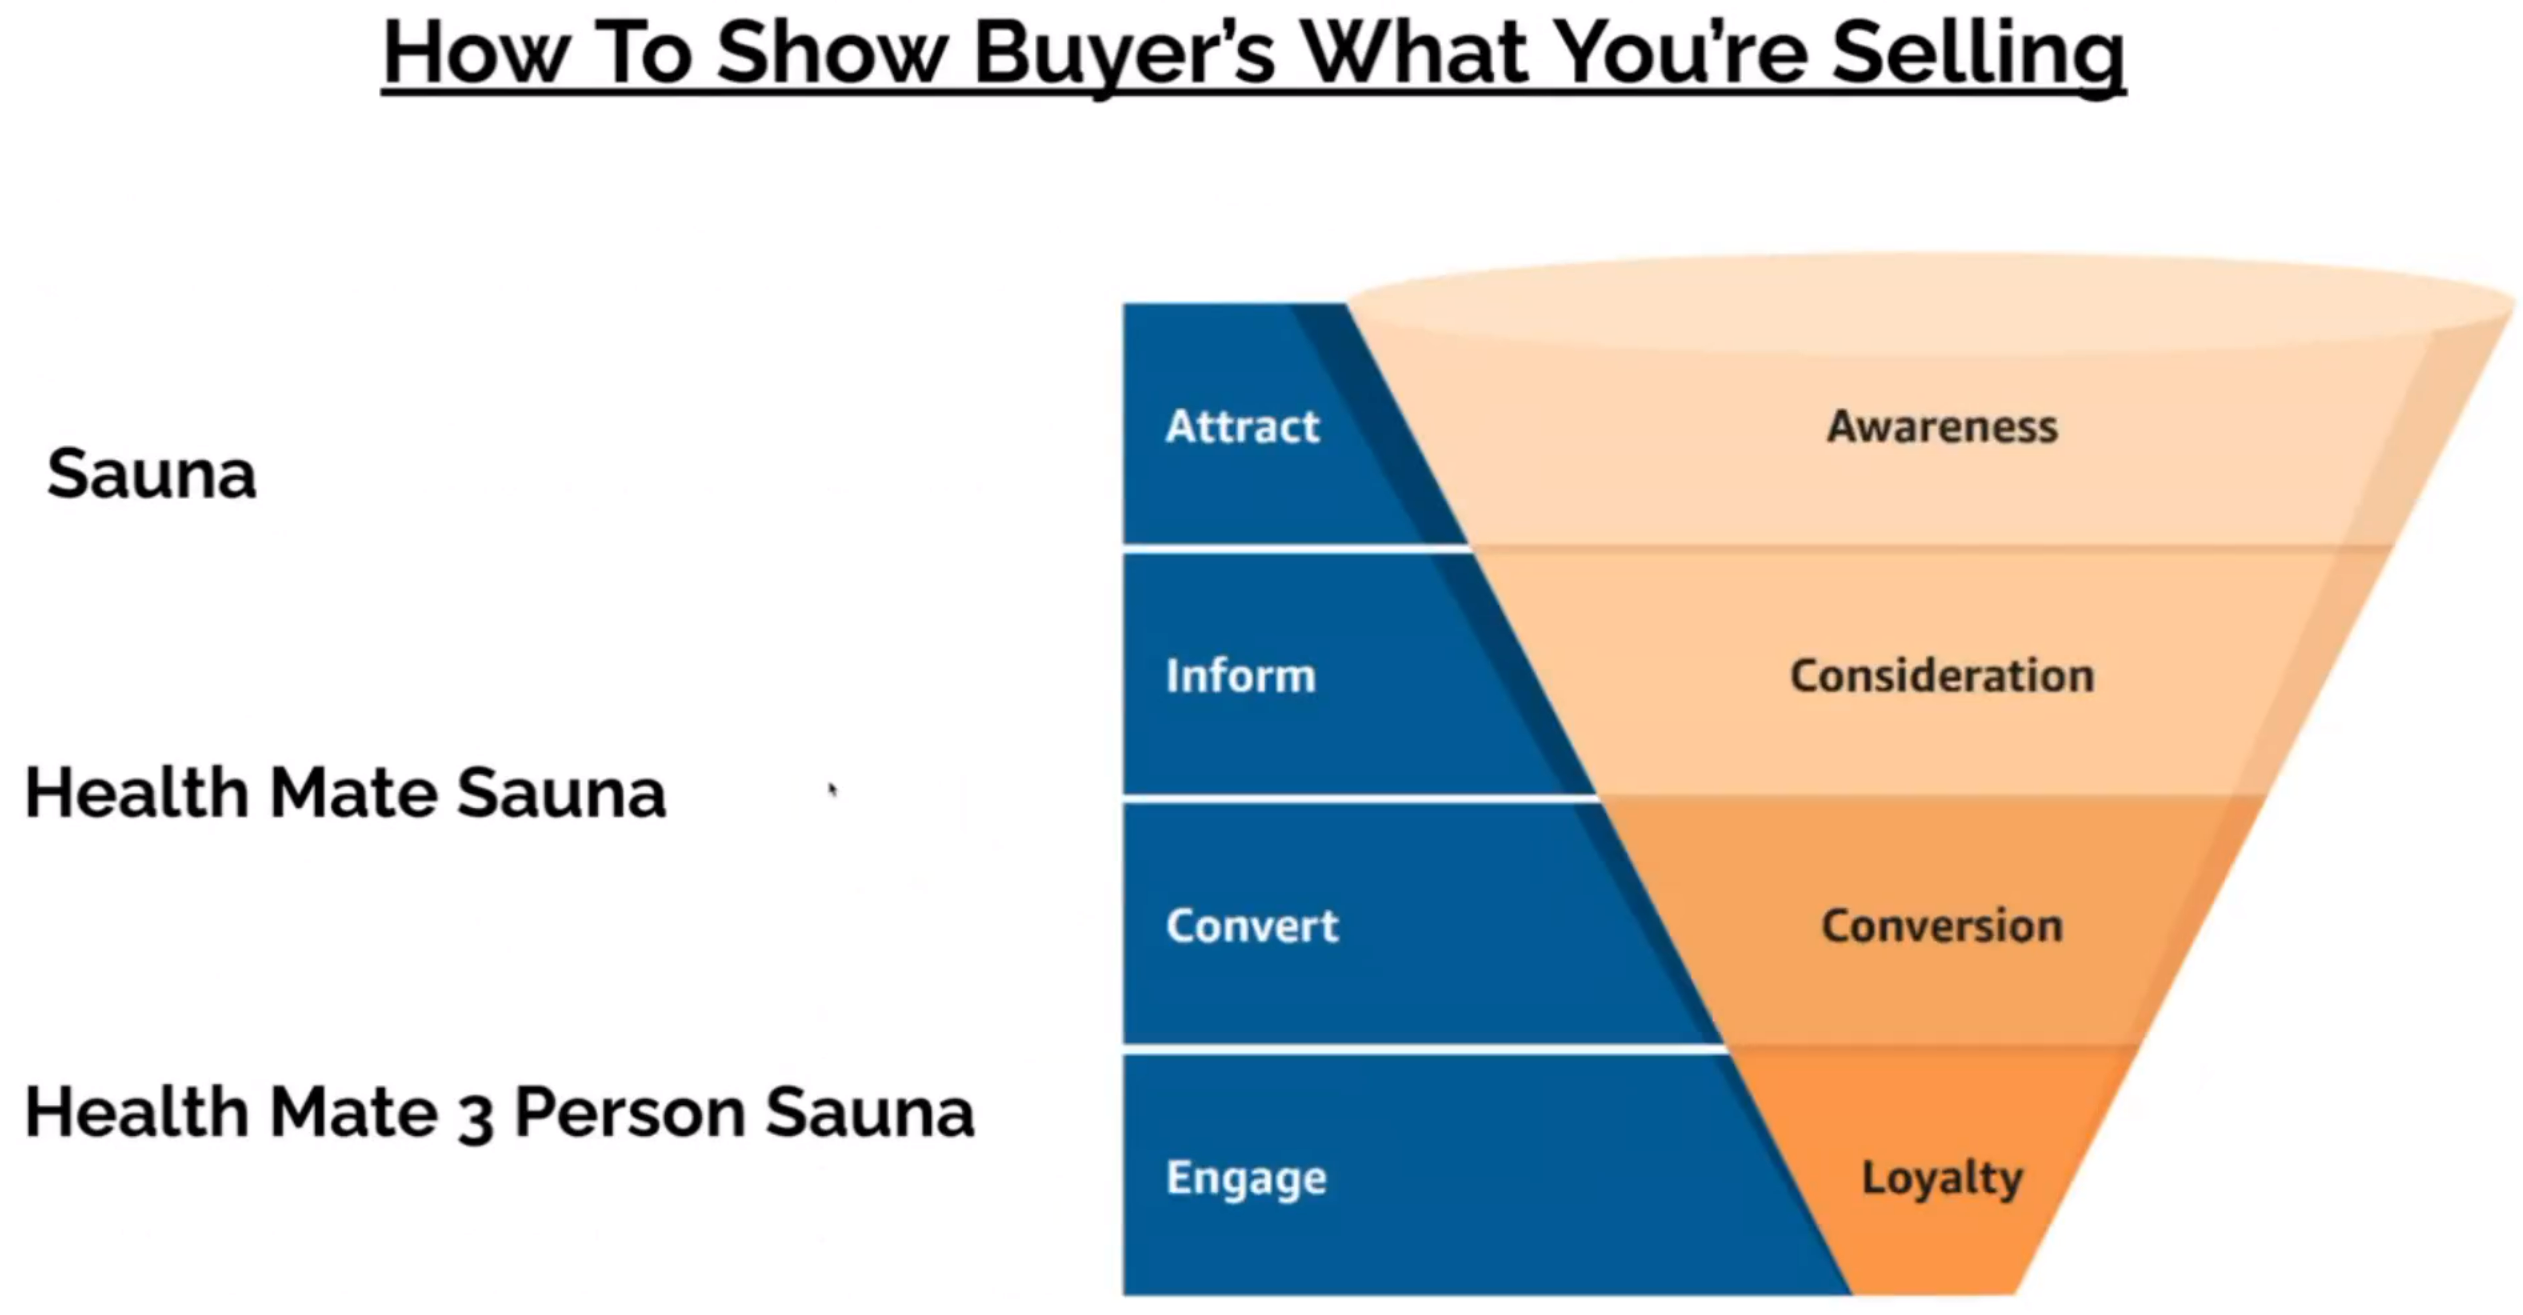 How To Show Buyer's What You're Selling
Sauna
Health Mate Sauna
Health Mate 3 Person Sauna
Attract
Awareness
Inform
Consideration
Convert
Conversion
Engage
Loyalty